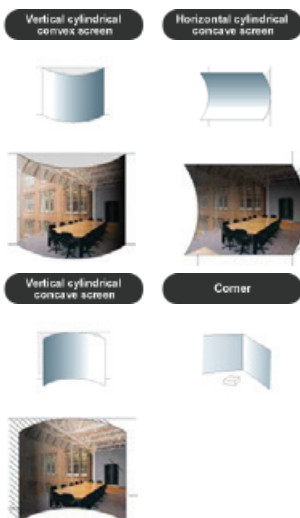 Vertical cylindrical
convex screen
Horizontal cylindrical
concave screen
Vertical cylindrical
concave screen
Corner